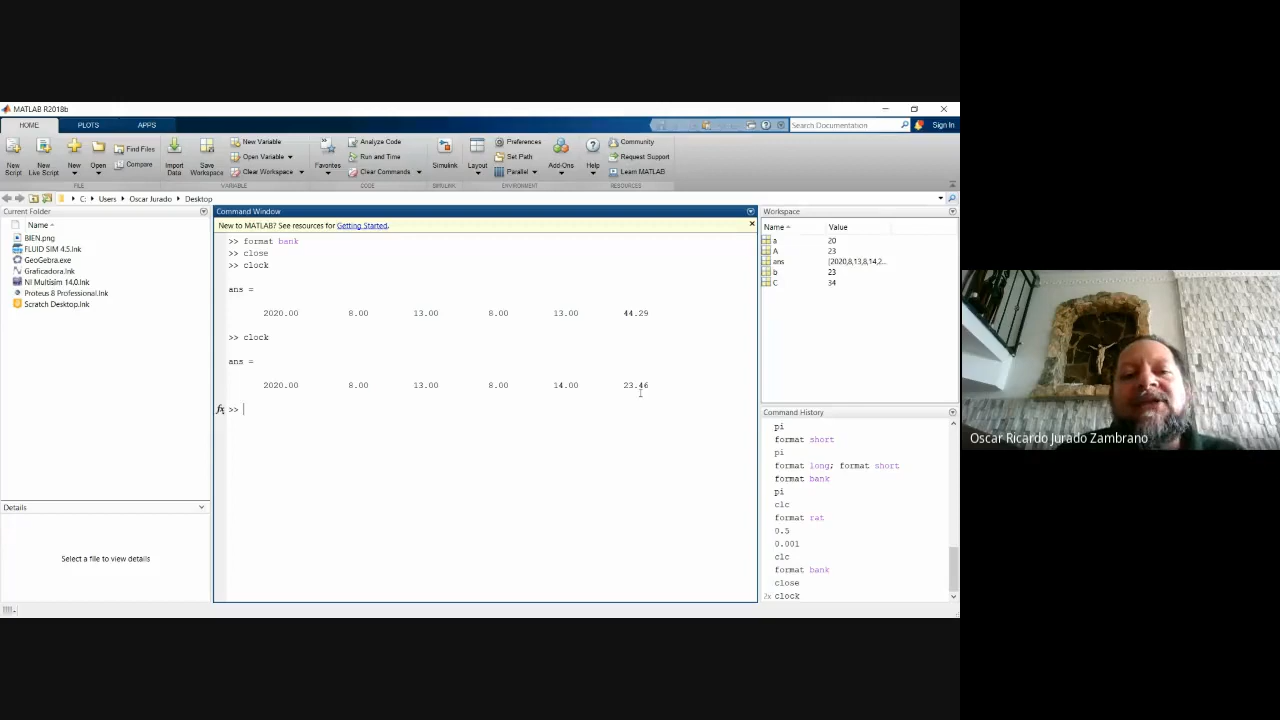 MATLAB R2018b
HOME PLOTS APPS Search Documentation Sign In
New Script
New Live Script
New
Open
Find Files
Compare
Import Data
Save Workspace
New Variable
Open Variable
Clear Workspace
Favorites
Analyze Code
Run and Time
Clear Commands
Simulink
Layout
Preferences
Set Path
Parallel
Add-Ons
Help
Community
Request Support
Learn MATLAB
FILE VARIABLE CODE SIMULINK ENVIRONMENT RESOURCES
C: Users Oscar Jurado Desktop
Current Folder
Name
BIEN.png
FLUID SIM 4.5.lnk
GeoGebra.exe
Graficadora.lnk
NI Multisim 14.0.lnk
Proteus 8 Professional.lnk
Scratch Desktop.lnk
Details
Select a file to view details
Command Window
New to MATLAB? See resources for Getting Started.
>> format bank
>> close
>> clock
ans =
2020.00 8.00 13.00 8.00 13.00 44.29
>> clock
ans =
2020.00 8.00 13.00 8.00 14.00 23.46
fx >>
Workspace
Name Value
a 20
A 23
ans [2020,8,13,8,14,2...
b 23
C 34
Command History
pi
format short
pi
format long; format short
format bank
pi
clc
format rat
0.001
clc
format bank
close
2x clock
Oscar Ricardo Jurado Zambrano